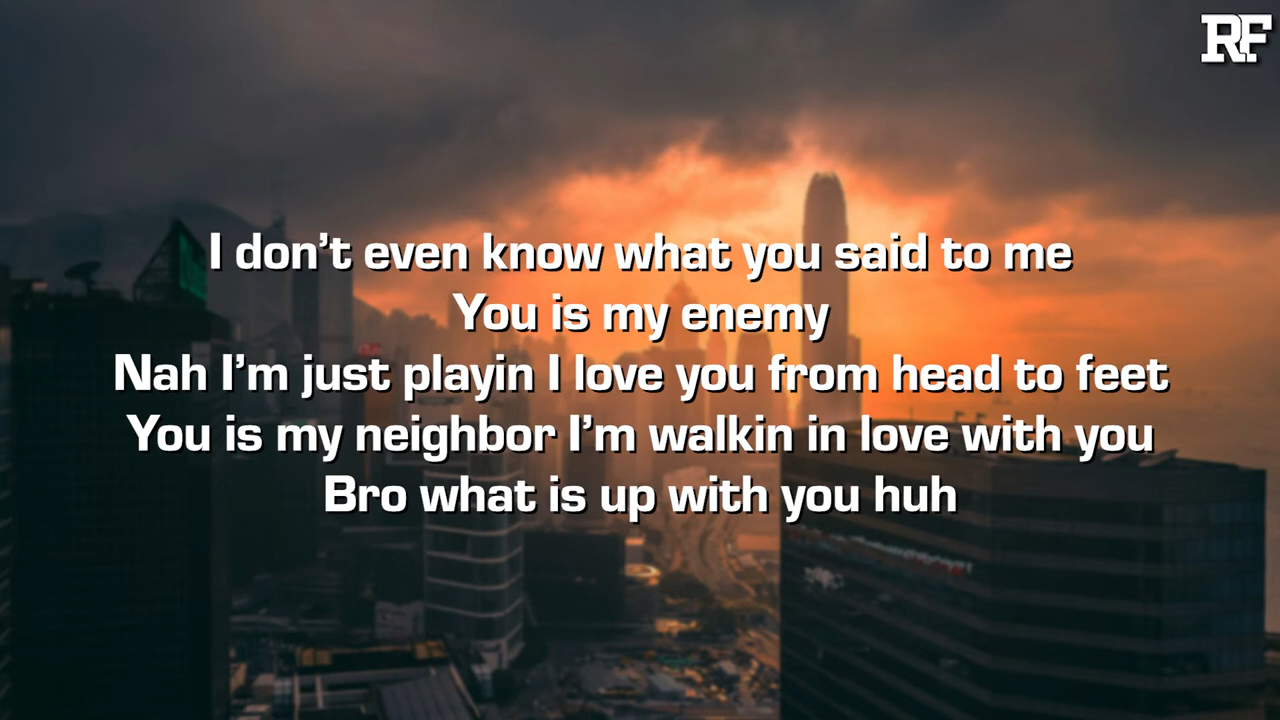 RF
I don't even know what you said to me
You is my enemy
Nah I'm just playin I love you from head to feet
You is my neighbor I'm walkin in love with you
Bro what is up with you huh